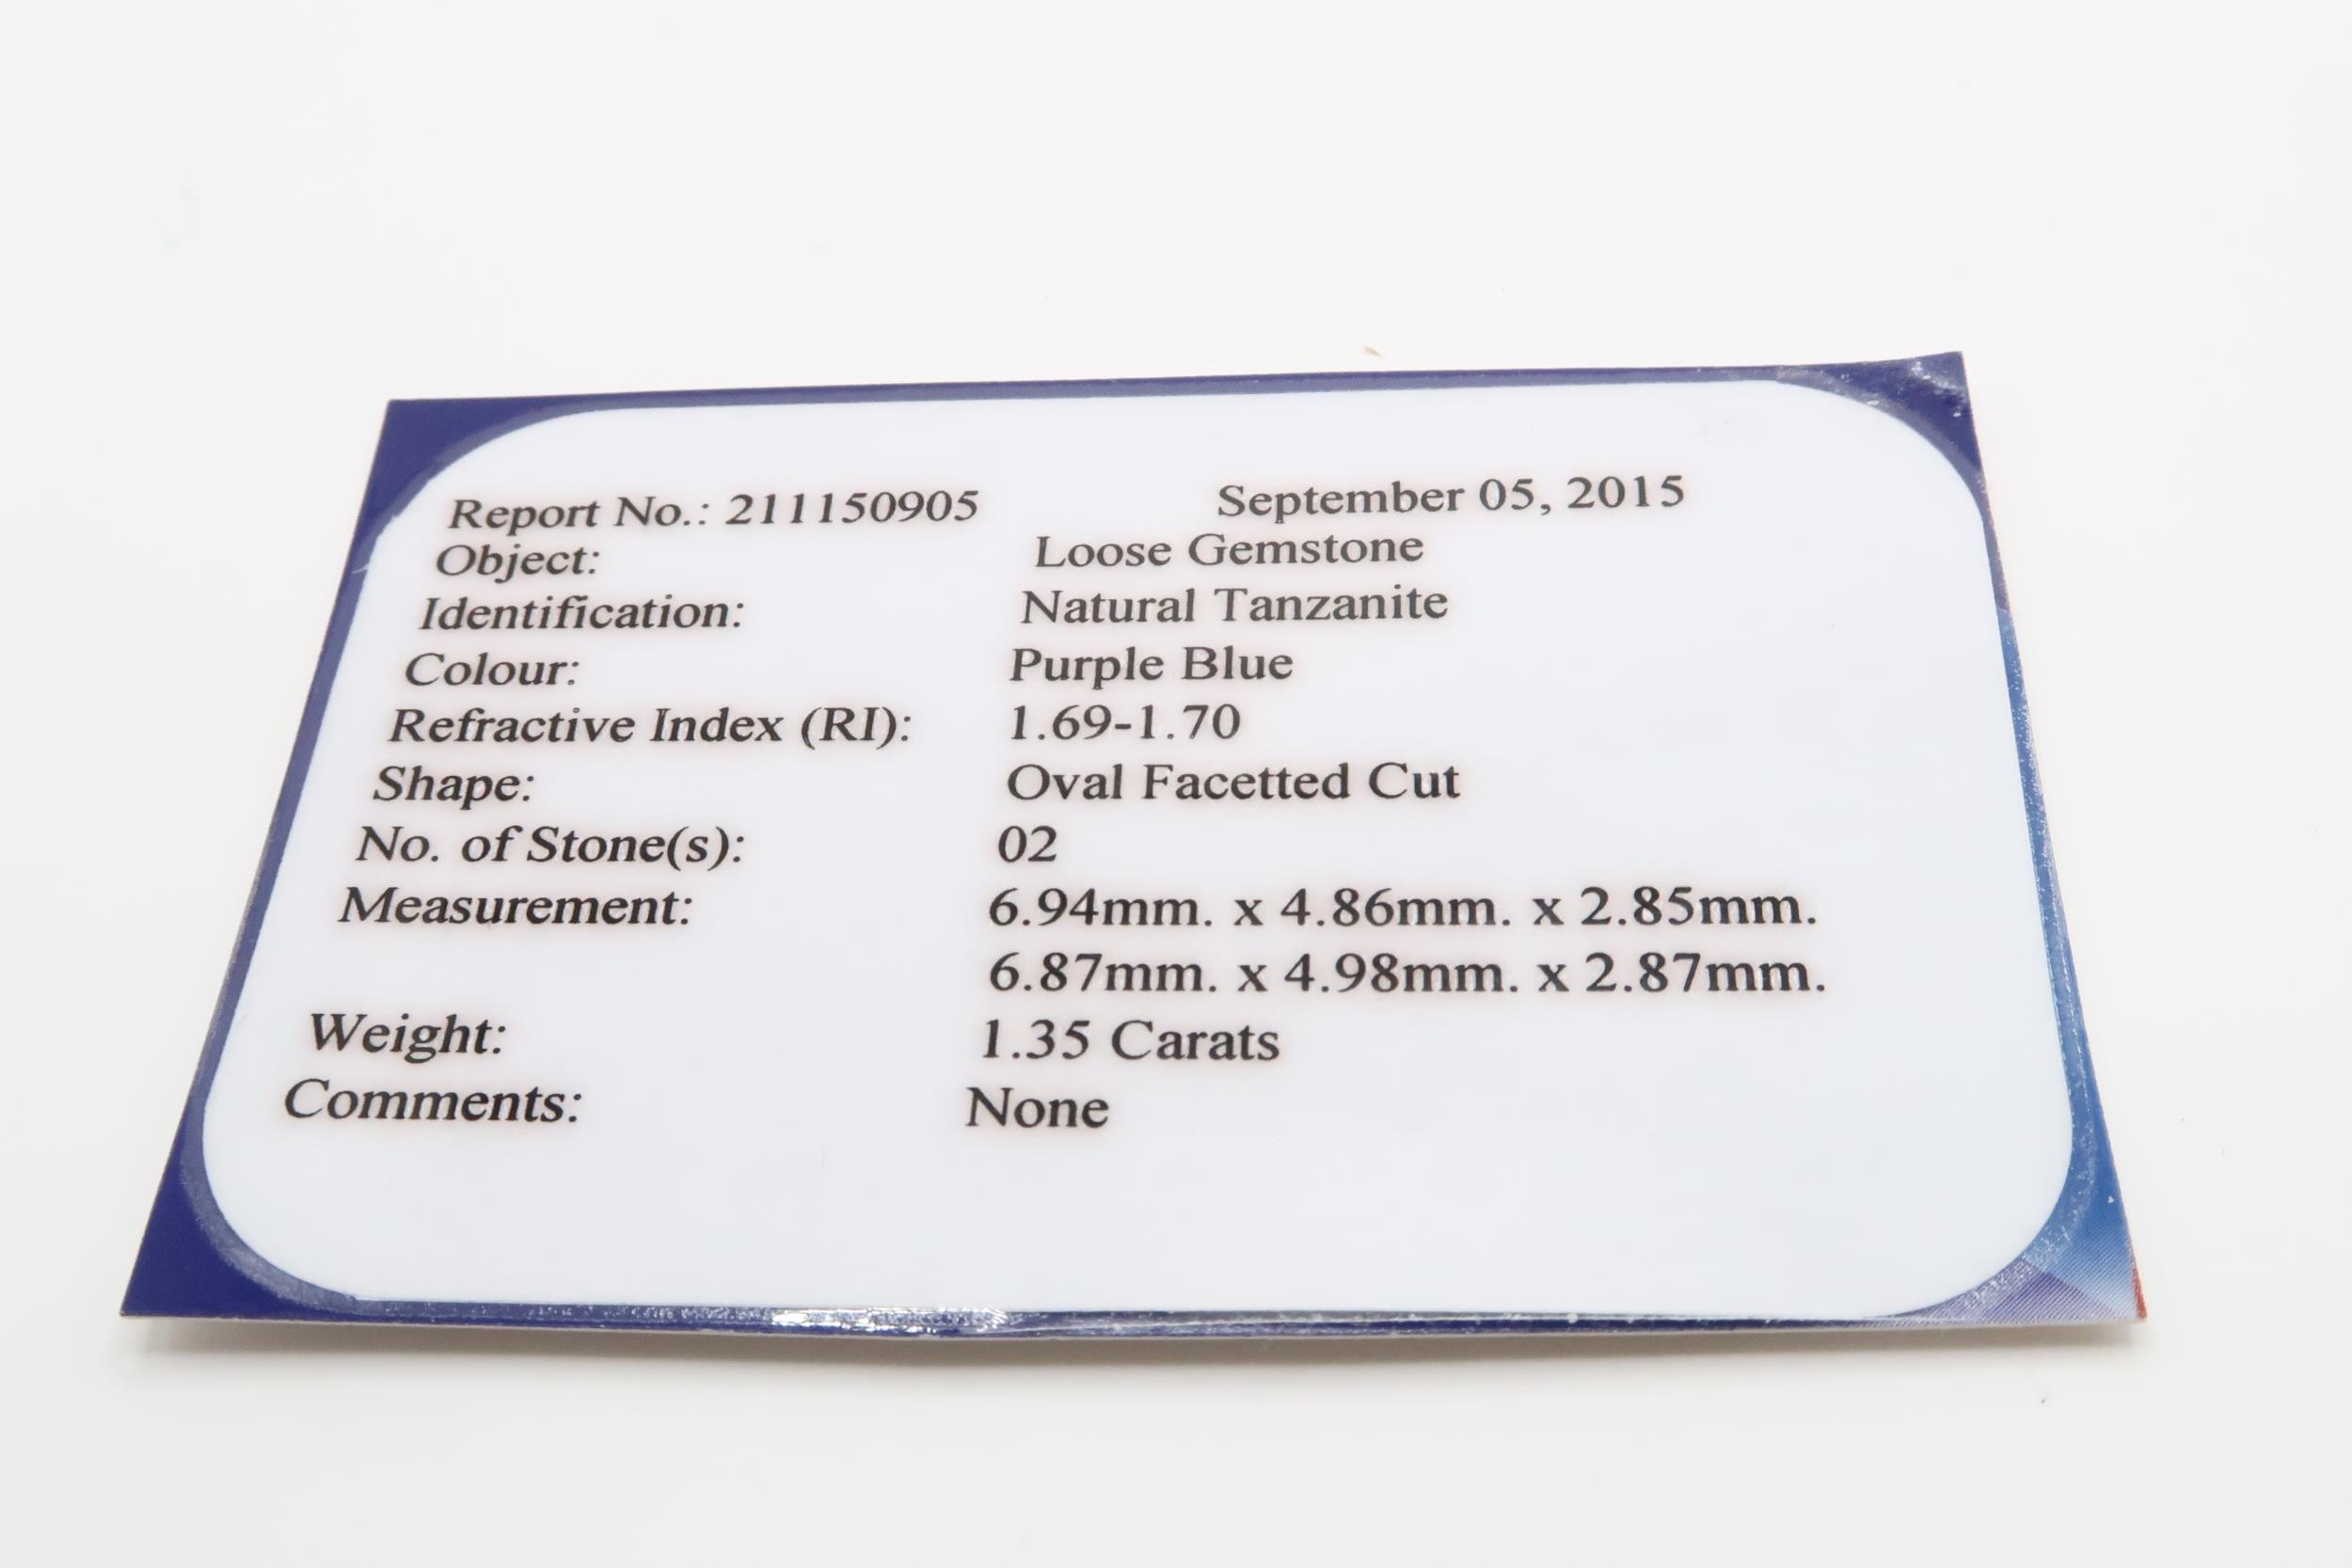 Report No.: 211150905 September 05, 2015
Object: Loose Gemstone
Identification: Natural Tanzanite
Colour: Purple Blue
Refractive Index (RI): 1.69-1.70
Shape: Oval Facetted Cut
No. of Stone(s): 02
Measurement: 6.94mm. x 4.86mm. x 2.85mm.
6.87mm. x 4.98mm. x 2.87mm.
Weight: 1.35 Carats
Comments: None